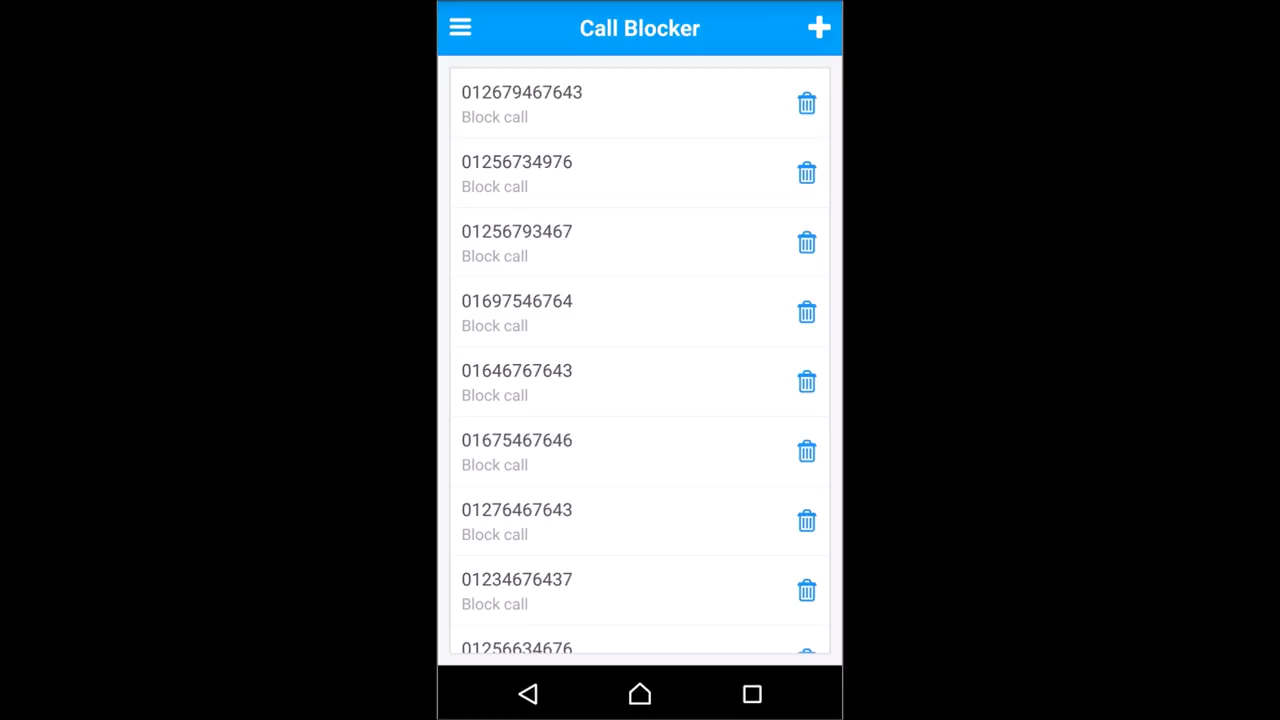 Call Blocker
012679467643
Block call
01256734976
Block call
01256793467
Block call
01697546764
Block call
01646767643
Block call
01675467646
Block call
01276467643
Block call
01234676437
Block call
01256634676